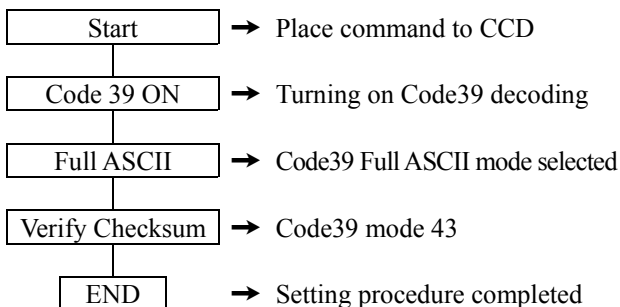 Start → Place command to CCD
Code 39 ON → Turning on Code39 decoding
Full ASCII → Code39 Full ASCII mode selected
Verify Checksum → Code39 mode 43
END → Setting procedure completed